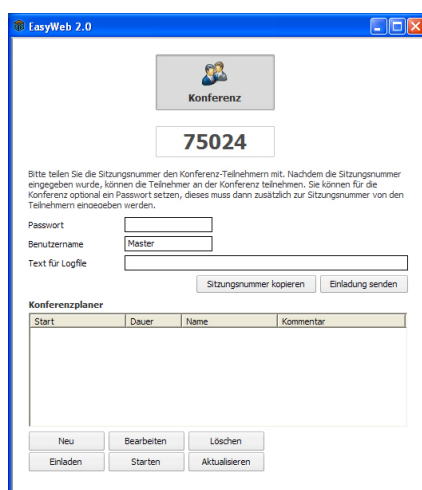 EasyWeb 2.0
Konferenz
75024
Bitte teilen Sie die Sitzungsnummer den Konferenz-Teilnehmern mit. Nachdem die Sitzungsnummer
eingegeben wurde, können die Teilnehmer an der Konferenz teilnehmen. Sie können für die
Konferenz optional ein Passwort setzen, dieses muss dann zusätzlich zur Sitzungsnummer von den
Teilnehmern eingegeben werden.
Passwort
Benutzername Master
Text für Logfile
Sitzungsnummer kopieren Einladung senden
Konferenzplaner
Start Dauer Name Kommentar
Neu Bearbeiten Löschen
Einladen Starten Aktualisieren